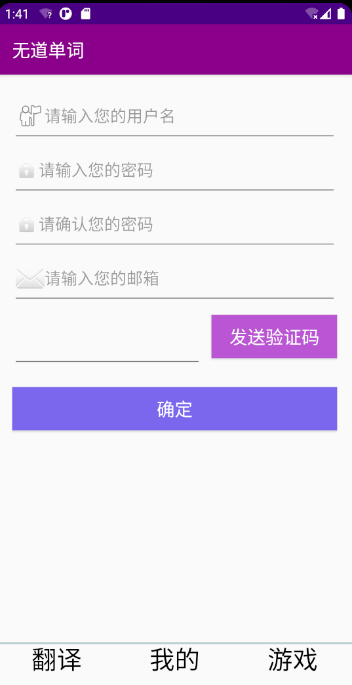 1:41
无道单词
请输入您的用户名
请输入您的密码
请确认您的密码
请输入您的邮箱
发送验证码
确定
翻译 我的 游戏